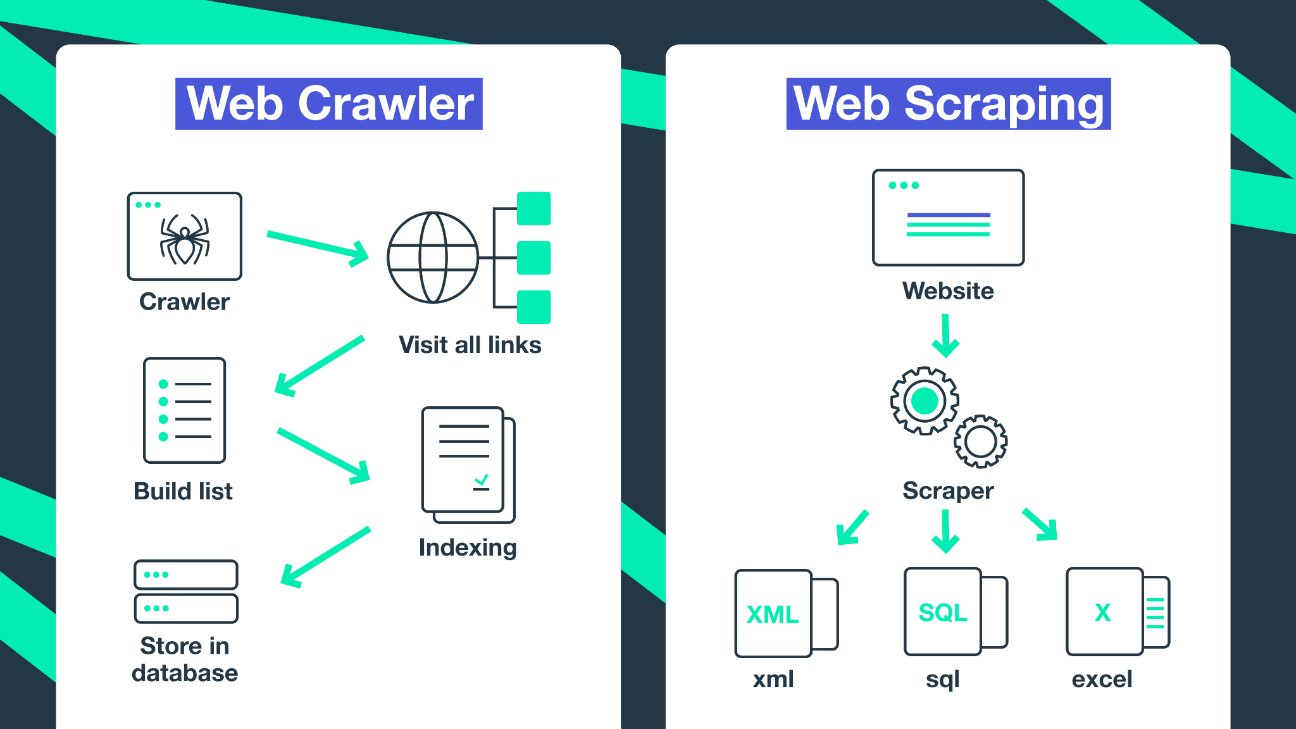 Web Crawler
Crawler
Visit all links
Build list
Indexing
Store in
database
Web Scraping
Website
Scraper
XML
SQL
X
xml
sql
excel